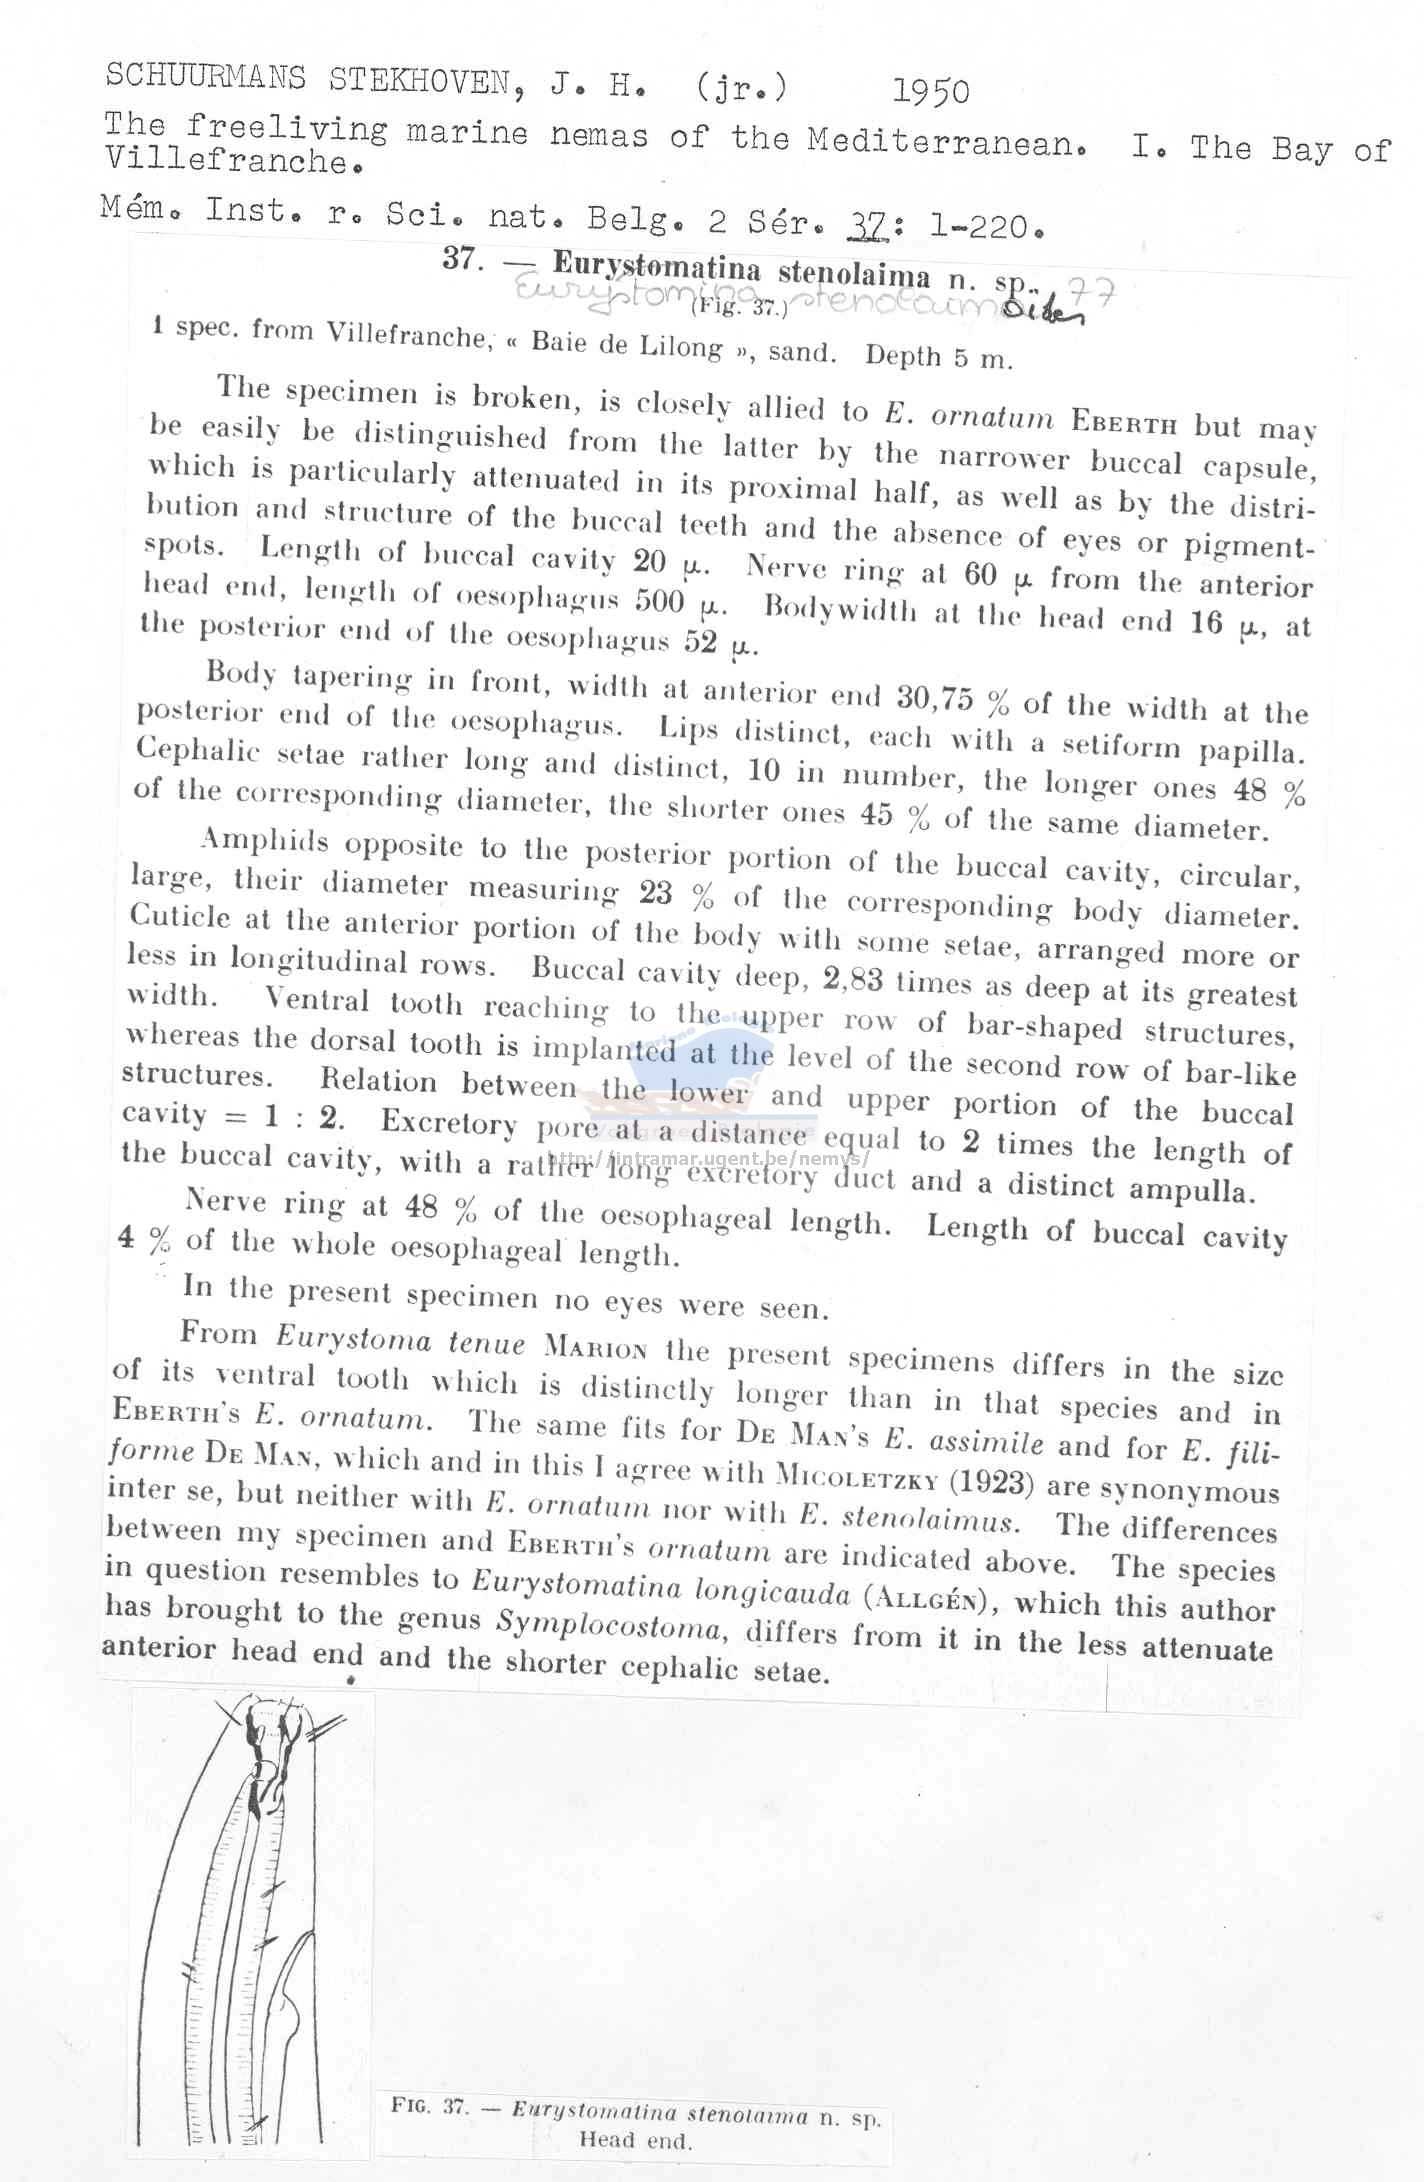 SCHUURMANS STEKHOVEN, J. H. (jr.) 1950
The freeliving marine nemas of the Mediterranean. I. The Bay of
Villefranche.
Mém. Inst. r. Sci. nat. Belg. 2 Sér. 37: 1-220.
37. — Eurystomatina stenolaima n. sp.
Eurystomina stenolaimoides 77
(Fig. 37.)
1 spec. from Villefranche, « Baie de Lilong », sand. Depth 5 m.
The specimen is broken, is closely allied to E. ornatum EBERTH but may
be easily be distinguished from the latter by the narrower buccal capsule,
which is particularly attenuated in its proximal half, as well as by the distri-
bution and structure of the buccal teeth and the absence of eyes or pigment-
spots. Length of buccal cavity 20 µ. Nerve ring at 60 µ from the anterior
head end, length of oesophagus 500 µ. Bodywidth at the head end 16 µ, at
the posterior end of the oesophagus 52 µ.
Body tapering in front, width at anterior end 30,75 % of the width at the
posterior end of the oesophagus. Lips distinct, each with a setiform papilla.
Cephalic setae rather long and distinct, 10 in number, the longer ones 48 %
of the corresponding diameter, the shorter ones 45 % of the same diameter.
Amphids opposite to the posterior portion of the buccal cavity, circular,
large, their diameter measuring 23 % of the corresponding body diameter.
Cuticle at the anterior portion of the body with some setae, arranged more or
less in longitudinal rows. Buccal cavity deep, 2,83 times as deep at its greatest
width. Ventral tooth reaching to the upper row of bar-shaped structures,
whereas the dorsal tooth is implanted at the level of the second row of bar-like
structures. Relation between the lower and upper portion of the buccal
cavity = 1 : 2. Excretory pore at a distance equal to 2 times the length of
the buccal cavity, with a rather long excretory duct and a distinct ampulla.
http://intramar.ugent.be/nemys/
Nerve ring at 48 % of the oesophageal length. Length of buccal cavity
4 % of the whole oesophageal length.
In the present specimen no eyes were seen.
From Eurystoma tenue MARION the present specimens differs in the size
of its ventral tooth which is distinctly longer than in that species and in
EBERTH'S E. ornatum. The same fits for DE MAN'S E. assimile and for E. fili-
forme DE MAN, which and in this I agree with MICOLETZKY (1923) are synonymous
inter se, but neither with E. ornatum nor with E. stenolaimus. The differences
between my specimen and EBERTH'S ornatum are indicated above. The species
in question resembles to Eurystomatina longicauda (ALLGÉN), which this author
has brought to the genus Symplocostoma, differs from it in the less attenuate
anterior head end and the shorter cephalic setae.
FIG. 37. — Eurystomatina stenolaima n. sp.
Head end.